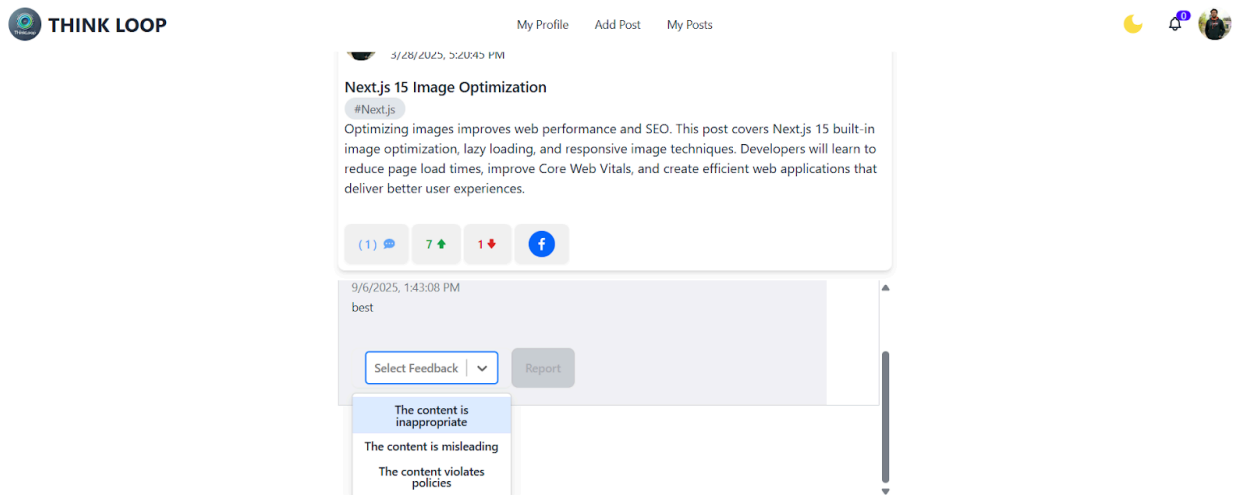 THINK LOOP
My Profile
Add Post
My Posts
0
3/28/2025, 5:20:45 PM
Next.js 15 Image Optimization
#Next.js
Optimizing images improves web performance and SEO. This post covers Next.js 15 built-in
image optimization, lazy loading, and responsive image techniques. Developers will learn to
reduce page load times, improve Core Web Vitals, and create efficient web applications that
deliver better user experiences.
(1)
7
1
9/6/2025, 1:43:08 PM
best
Select Feedback
Report
The content is
inappropriate
The content is misleading
The content violates
policies